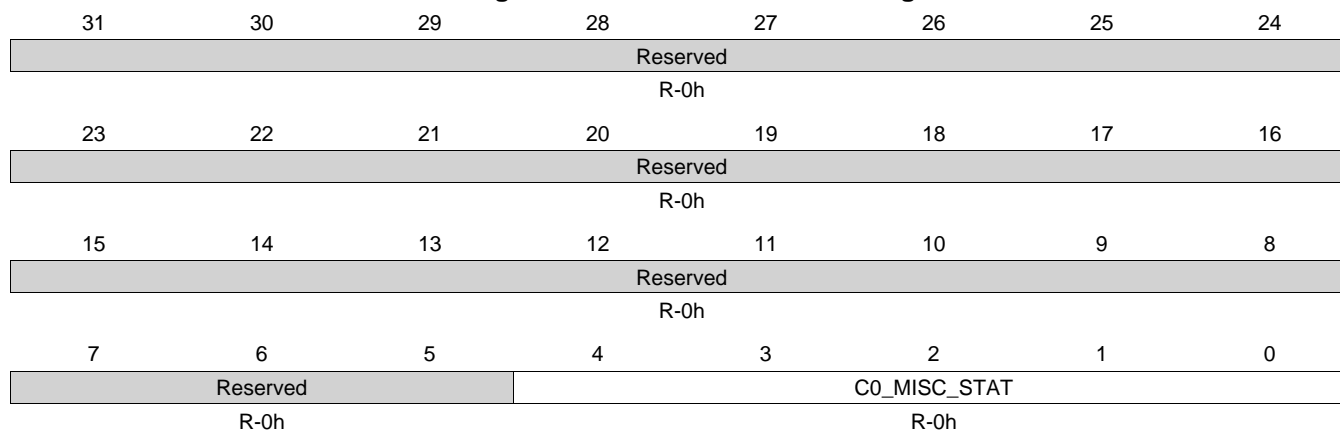 31 30 29 28 27 26 25 24
Reserved
R-0h
23 22 21 20 19 18 17 16
Reserved
R-0h
15 14 13 12 11 10 9 8
Reserved
R-0h
7 6 5 4 3 2 1 0
Reserved C0_MISC_STAT
R-0h R-0h